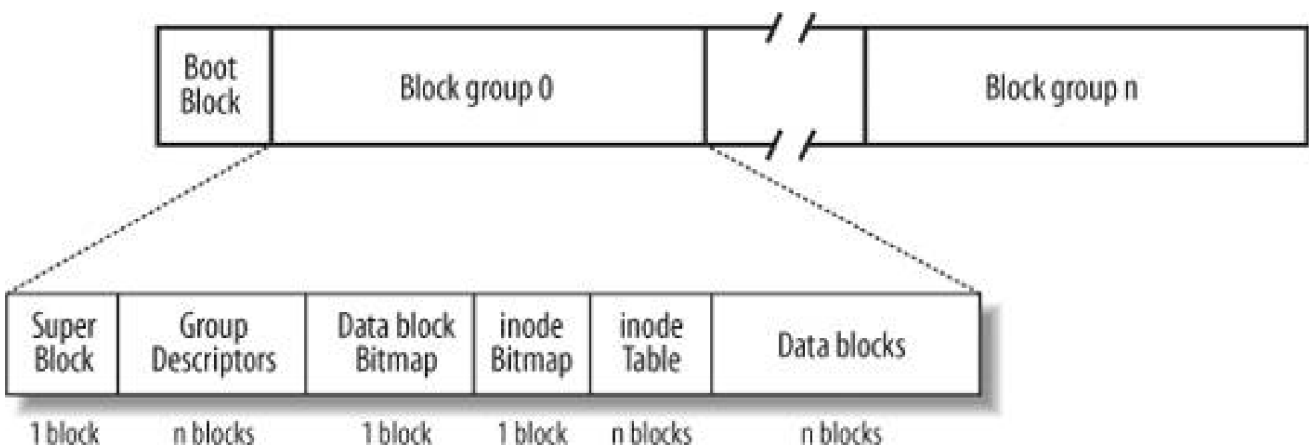 Boot
Block
Block group 0
Block group n
Super
Block
Group
Descriptors
Data block
Bitmap
inode
Bitmap
inode
Table
Data blocks
1 block
n blocks
1 block
1 block
n blocks
n blocks